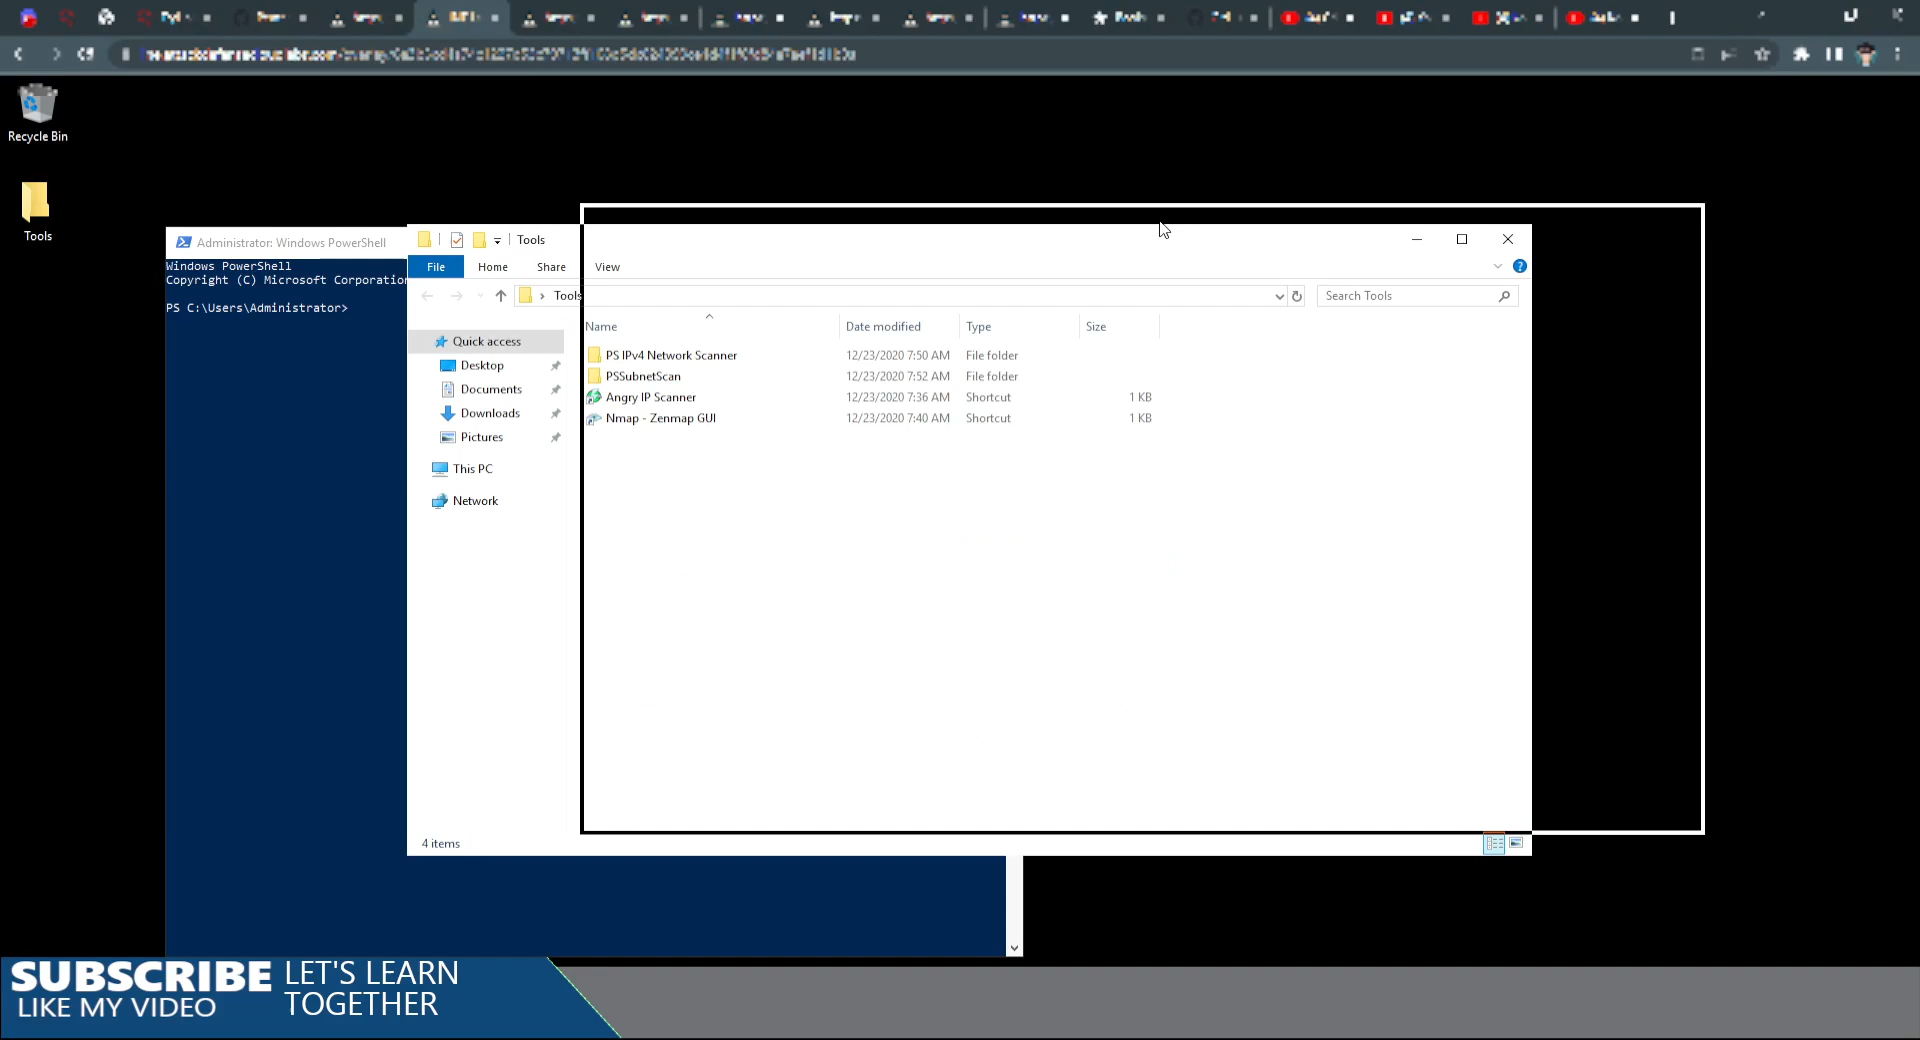 Recycle Bin
Tools
Administrator: Windows PowerShell
Windows PowerShell
Copyright (C) Microsoft Corporation
PS C:\Users\Administrator>
Tools
File Home Share View
Tools
Search Tools
Name Date modified Type Size
PS IPv4 Network Scanner 12/23/2020 7:50 AM File folder
PSSubnetScan 12/23/2020 7:52 AM File folder
Angry IP Scanner 12/23/2020 7:36 AM Shortcut 1 KB
Nmap - Zenmap GUI 12/23/2020 7:40 AM Shortcut 1 KB
Quick access
Desktop
Documents
Downloads
Pictures
This PC
Network
4 items
SUBSCRIBE
LIKE MY VIDEO
LET'S LEARN
TOGETHER